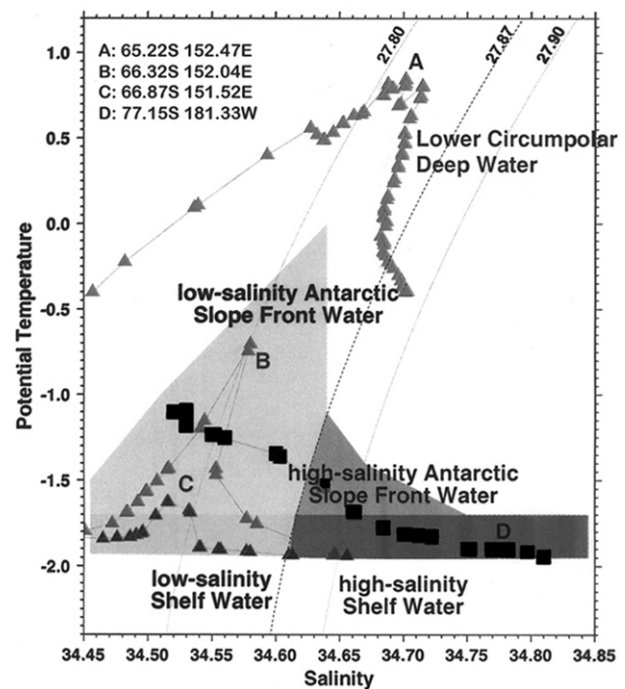 27.80
27.87
27.90
A: 65.22S 152.47E
B: 66.32S 152.04E
C: 66.87S 151.52E
D: 77.15S 181.33W
A
Lower Circumpolar
Deep Water
low-salinity Antarctic
Slope Front Water
B
C
high-salinity Antarctic
Slope Front Water
D
low-salinity
Shelf Water
high-salinity
Shelf Water
Potential Temperature
1.0
0.5
0.0
-0.5
-1.0
-1.5
-2.0
34.45 34.50 34.55 34.60 34.65 34.70 34.75 34.80 34.85
Salinity